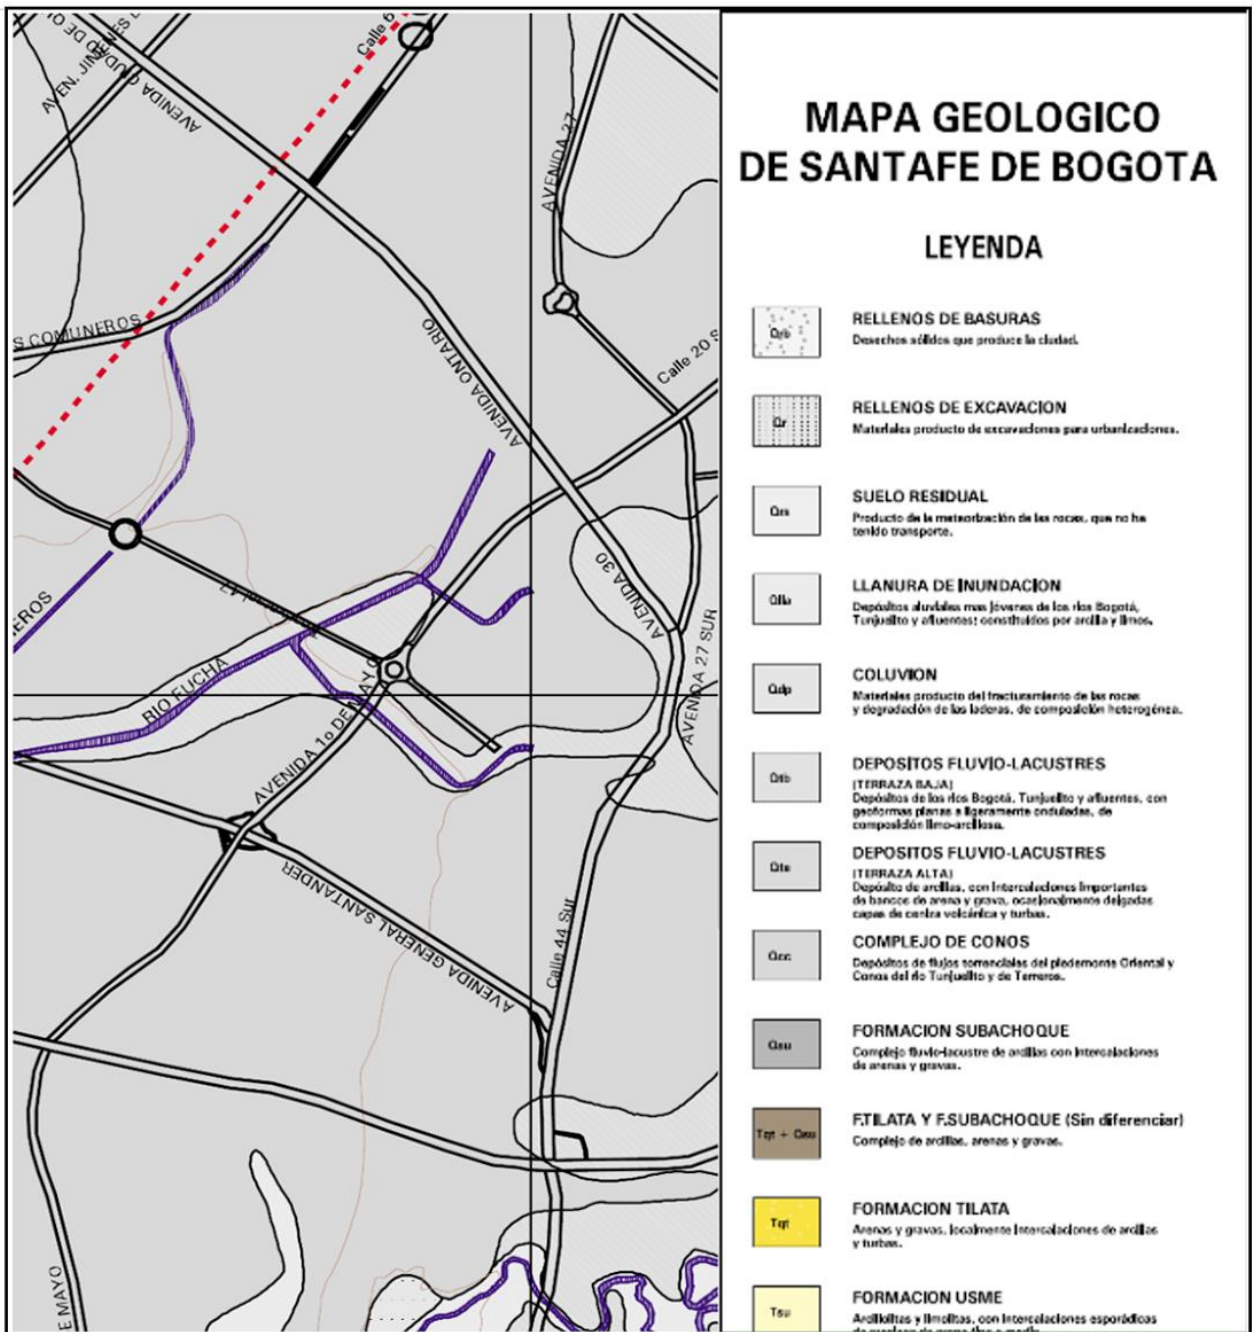 AVEN. JIMENES
CIUDAD DE
AVENIDA
Calle 6
AVENIDA 27
S COMUNEROS
AVENIDA ONTARIO
Calle 20 S
NEROS
AVENIDA 30
AVENIDA 27 SUR
RIO FUCHA
AVENIDA 1o DE MAYO
AVENIDA GENERAL SANTANDER
Calle 44 Sur
E MAYO
MAPA GEOLOGICO
DE SANTAFE DE BOGOTA
LEYENDA
Qrb
RELLENOS DE BASURAS
Desechos sólidos que produce la ciudad.
Qr
RELLENOS DE EXCAVACION
Materiales producto de excavaciones para urbanizaciones.
Qrs
SUELO RESIDUAL
Producto de la meteorización de las rocas, que no ha
tenido transporte.
Qlla
LLANURA DE INUNDACION
Depósitos aluviales mas jóvenes de los rios Bogotá,
Tunjuelito y afluentes; constituidos por arcilla y limos.
Qdp
COLUVION
Materiales producto del fracturamiento de las rocas
y degradación de las laderas, de composición heterogénea.
Qtb
DEPOSITOS FLUVIO-LACUSTRES
(TERRAZA BAJA)
Depósitos de los rios Bogotá, Tunjuelito y afluentes, con
geoformas planas a ligeramente onduladas, de
composición limo-arcillosa.
Qta
DEPOSITOS FLUVIO-LACUSTRES
(TERRAZA ALTA)
Depósito de arcillas, con intercalaciones importantes
de bancos de arena y grava, ocasionalmente delgadas
capas de ceniza volcánica y turbas.
Qcc
COMPLEJO DE CONOS
Depósitos de flujos torrenciales del piedemonte Oriental y
Conos del rio Tunjuelito y de Terreros.
Qsu
FORMACION SUBACHOQUE
Complejo fluvio-lacustre de arcillas con intercalaciones
de arenas y gravas.
Tqt + Qsu
F.TILATA Y F.SUBACHOQUE (Sin diferenciar)
Complejo de arcillas, arenas y gravas.
Tqt
FORMACION TILATA
Arenas y gravas, localmente intercalaciones de arcillas
y turbas.
Tsu
FORMACION USME
Arcillolitas y limolitas, con intercalaciones esporádicas